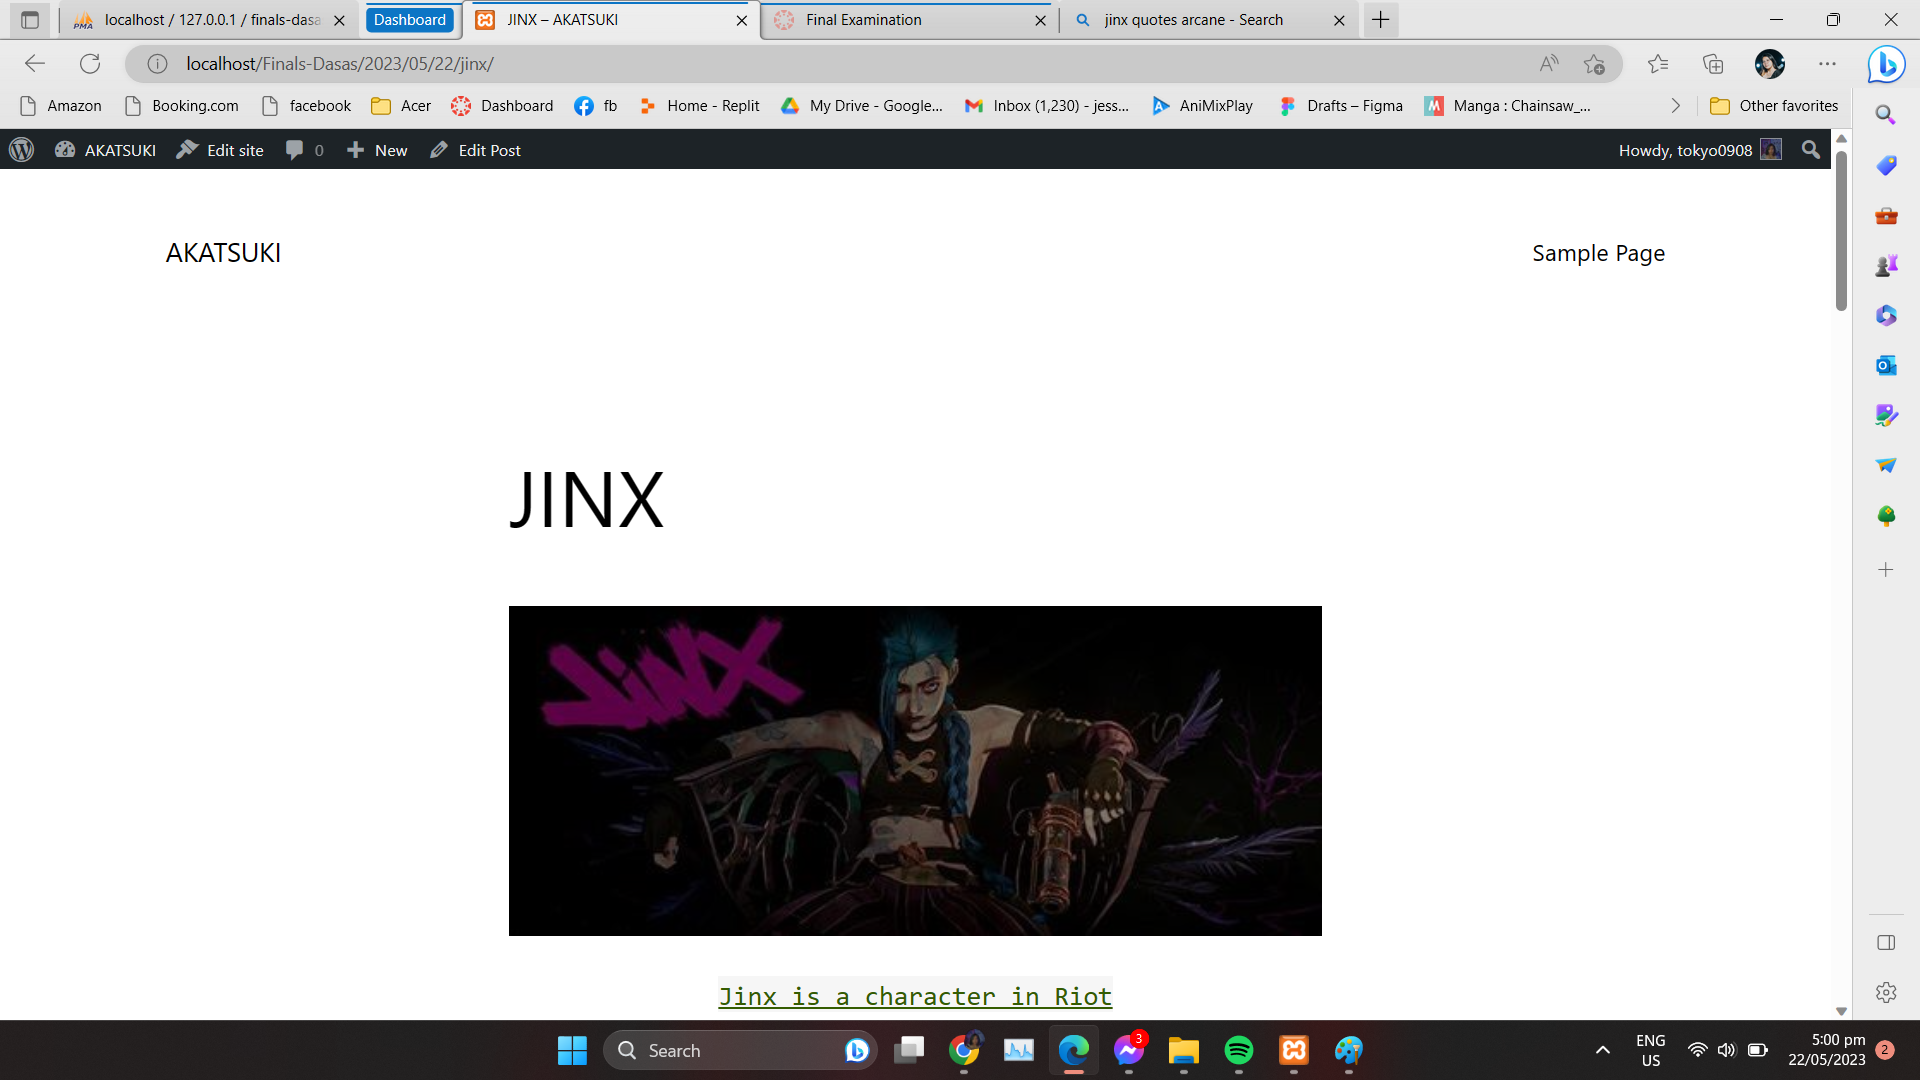 localhost / 127.0.0.1 / finals-dasa
Dashboard
JINX – AKATSUKI
Final Examination
jinx quotes arcane - Search
localhost/Finals-Dasas/2023/05/22/jinx/
Amazon
Booking.com
facebook
Acer
Dashboard
fb
Home - Replit
My Drive - Google...
Inbox (1,230) - jess...
AniMixPlay
Drafts – Figma
Manga : Chainsaw_...
Other favorites
AKATSUKI
Edit site
0
New
Edit Post
Howdy, tokyo0908
AKATSUKI
Sample Page
JINX
JINX
Jinx is a character in Riot
Search
3
ENG
US
5:00 pm
22/05/2023
2